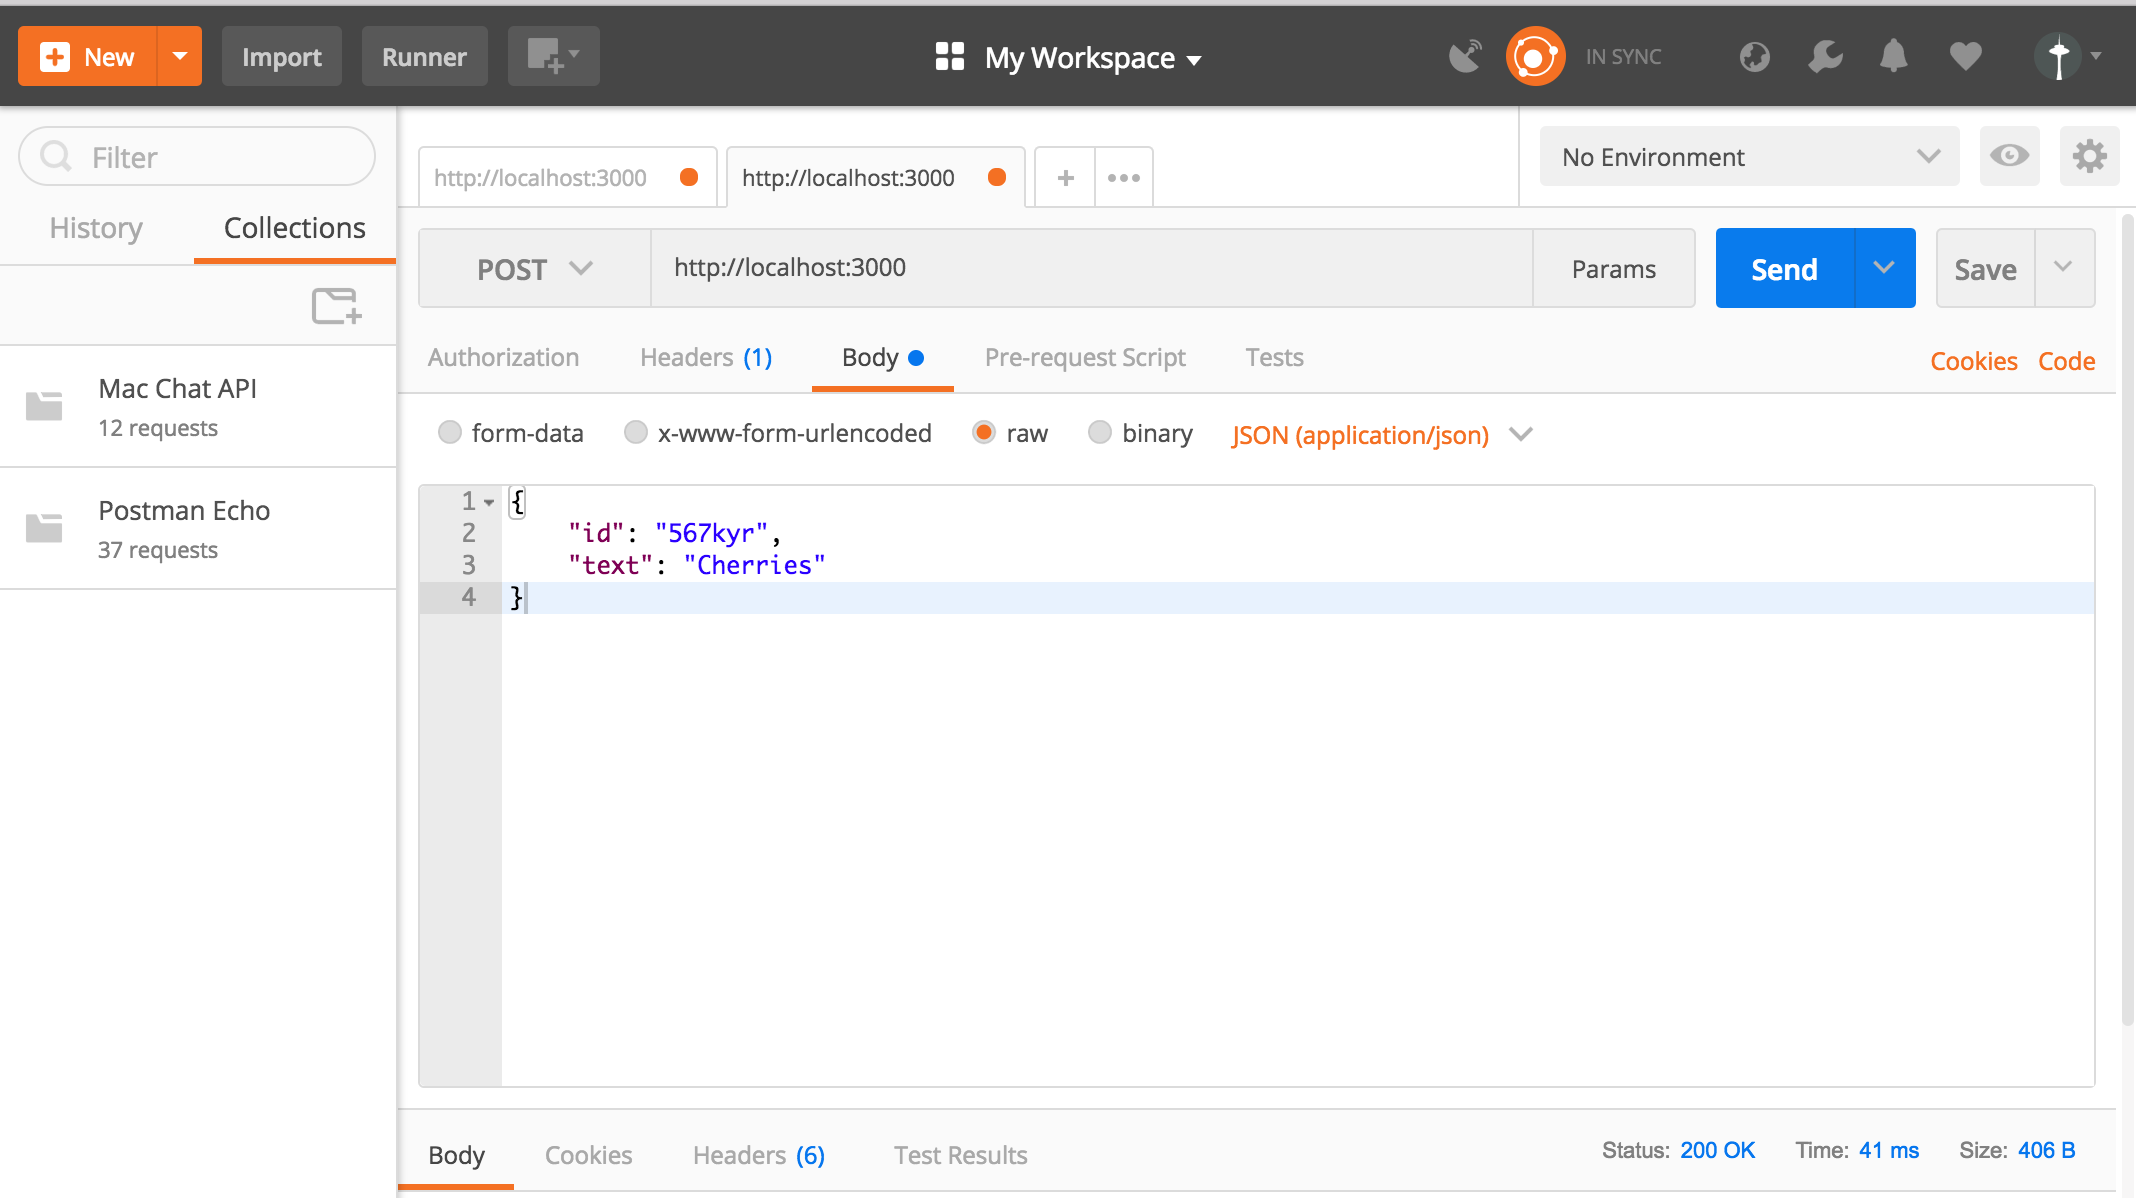 New Import Runner My Workspace IN SYNC
Filter
http://localhost:3000 http://localhost:3000 No Environment
History Collections
POST http://localhost:3000 Params Send Save
Authorization Headers (1) Body Pre-request Script Tests Cookies Code
Mac Chat API
12 requests
Postman Echo
37 requests
form-data x-www-form-urlencoded raw binary JSON (application/json)
1 {
2 "id": "567kyr",
3 "text": "Cherries"
4 }
Body Cookies Headers (6) Test Results Status: 200 OK Time: 41 ms Size: 406 B